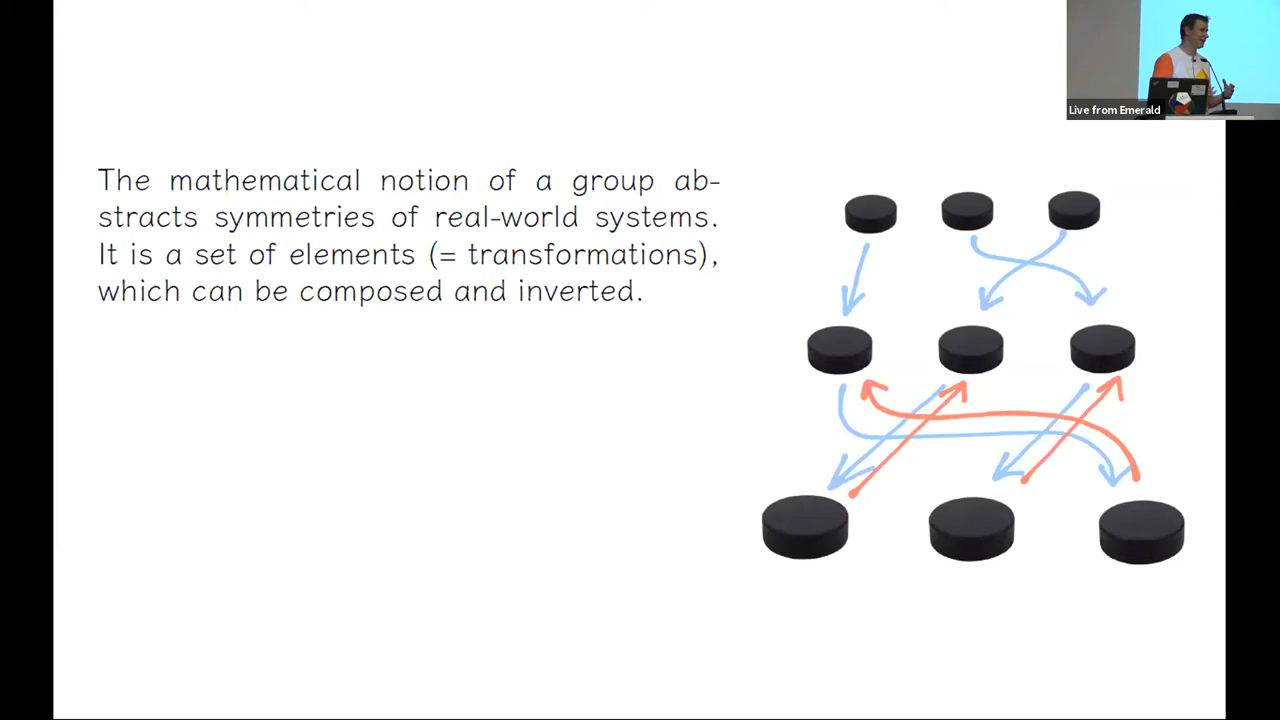 Live from Emerald
The mathematical notion of a group ab-
stracts symmetries of real-world systems.
It is a set of elements (= transformations),
which can be composed and inverted.